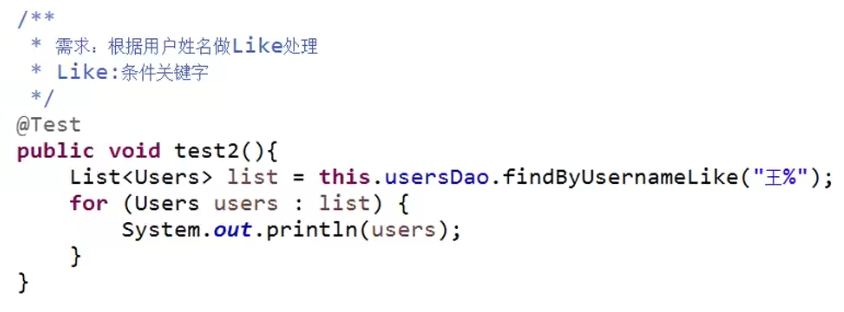 /**
 * 需求：根据用户姓名做Like处理
 * Like:条件关键字
 */
@Test
public void test2(){
    List<Users> list = this.usersDao.findByUsernameLike("王%");
    for (Users users : list) {
        System.out.println(users);
    }
}